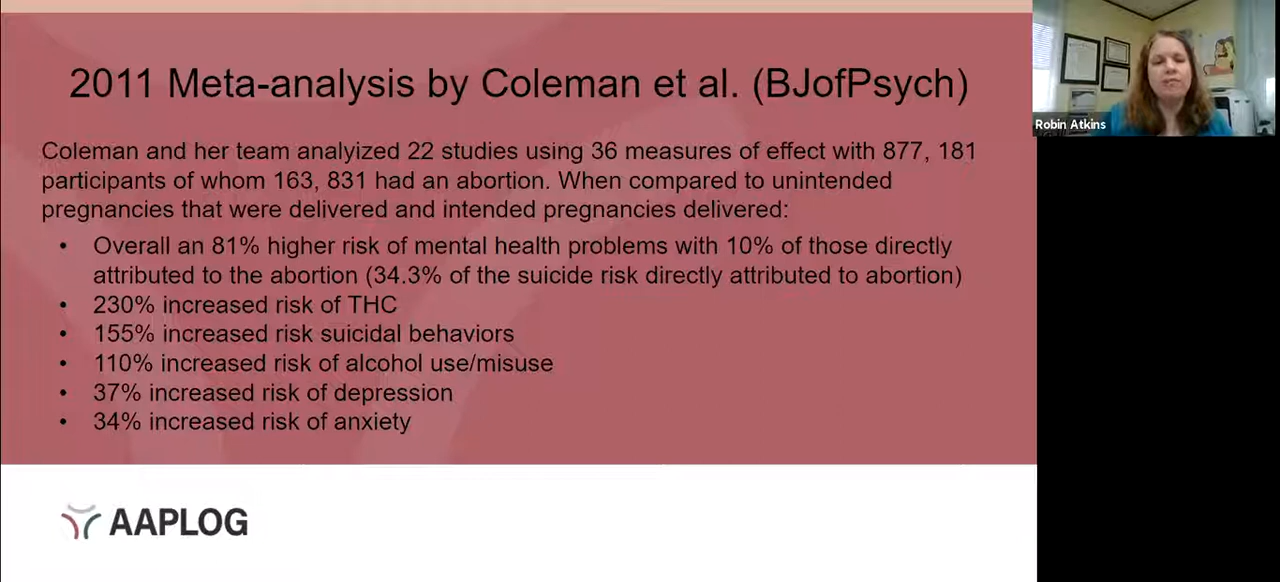 2011 Meta-analysis by Coleman et al. (BJofPsych)
Coleman and her team analyized 22 studies using 36 measures of effect with 877, 181
participants of whom 163, 831 had an abortion. When compared to unintended
pregnancies that were delivered and intended pregnancies delivered:
• Overall an 81% higher risk of mental health problems with 10% of those directly
attributed to the abortion (34.3% of the suicide risk directly attributed to abortion)
• 230% increased risk of THC
• 155% increased risk suicidal behaviors
• 110% increased risk of alcohol use/misuse
• 37% increased risk of depression
• 34% increased risk of anxiety
AAPLOG
Robin Atkins